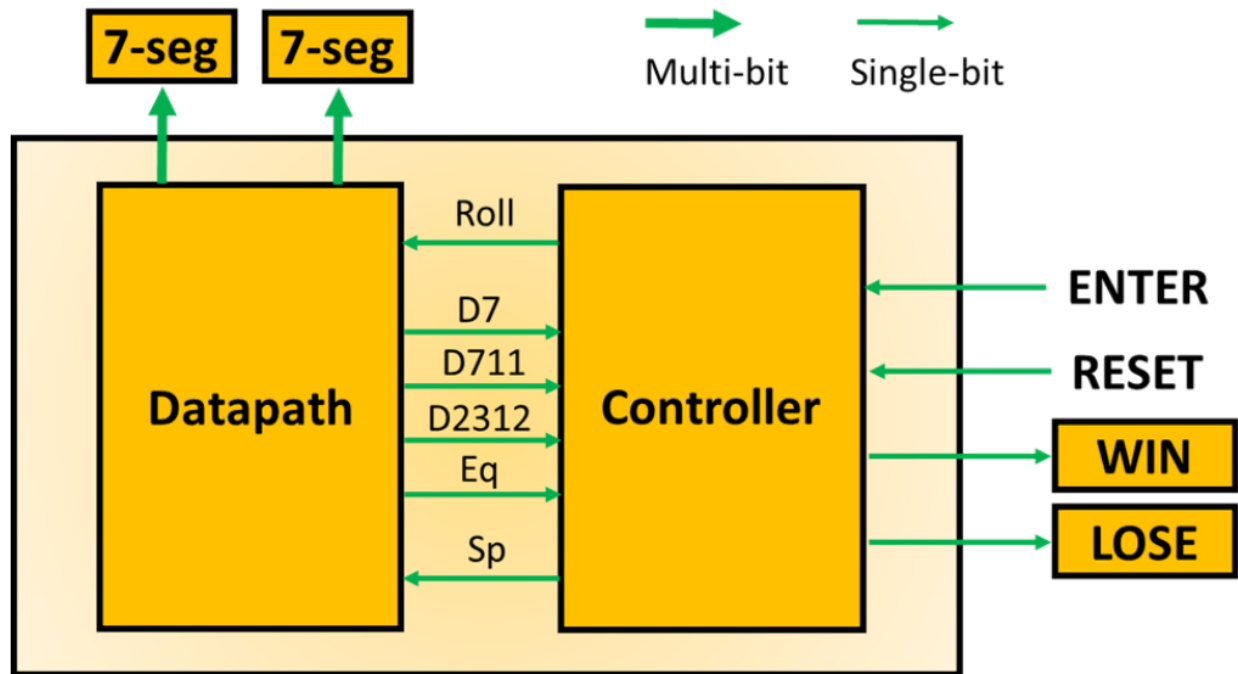 7-seg 7-seg
Multi-bit Single-bit
Roll
ENTER
D7
D711
RESET
Datapath
Controller
D2312
WIN
Eq
LOSE
Sp